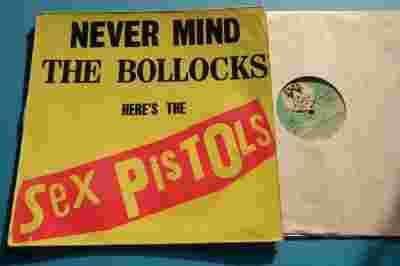 NEVER MIND
THE BOLLOCKS
HERE'S THE
Sex PisTOLs